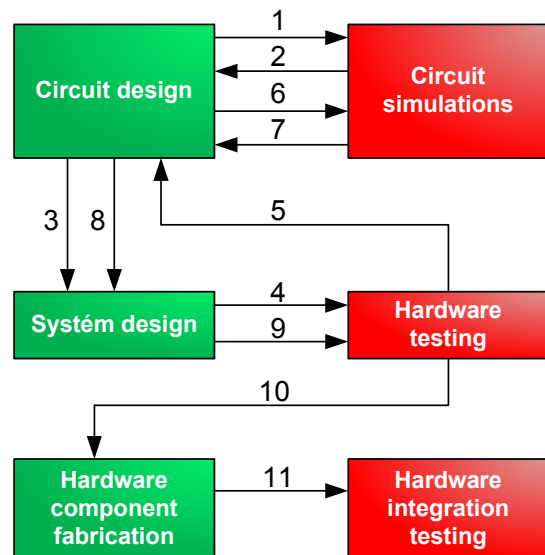 1
2
Circuit design
Circuit
simulations
6
7
3
8
5
Systém design
4
9
Hardware
testing
10
Hardware
component
fabrication
11
Hardware
integration
testing